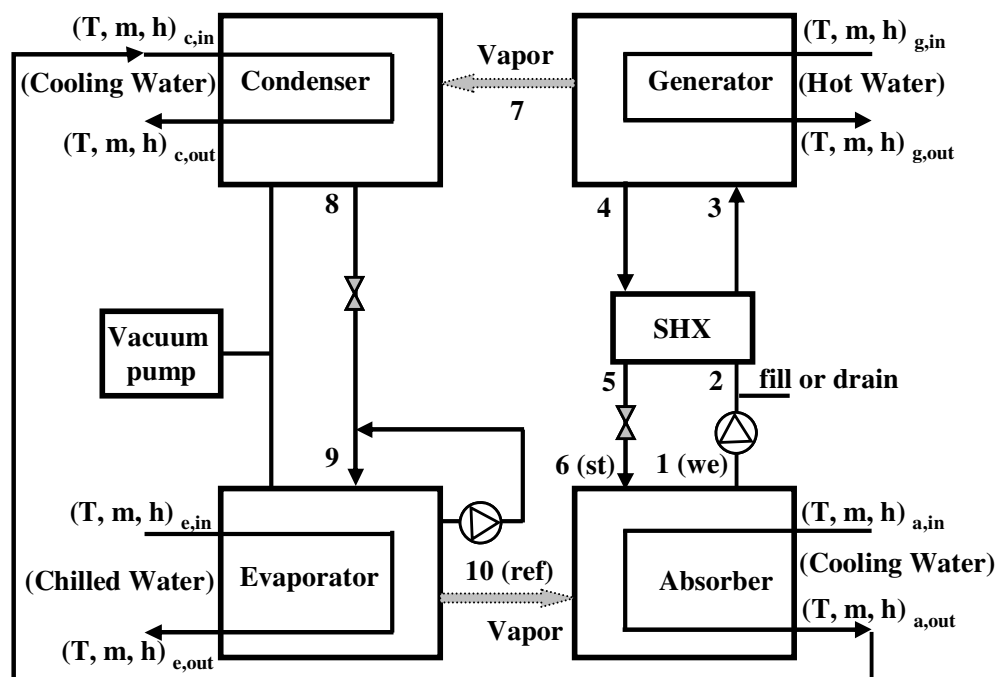 (T, m, h) c,in
(Cooling Water)
(T, m, h) c,out
Condenser
Vapor
7
Generator
(T, m, h) g,in
(Hot Water)
(T, m, h) g,out
8
4
3
Vacuum
pump
SHX
5
2
fill or drain
9
6 (st)
1 (we)
(T, m, h) e,in
(Chilled Water)
(T, m, h) e,out
Evaporator
10 (ref)
Vapor
Absorber
(T, m, h) a,in
(Cooling Water)
(T, m, h) a,out